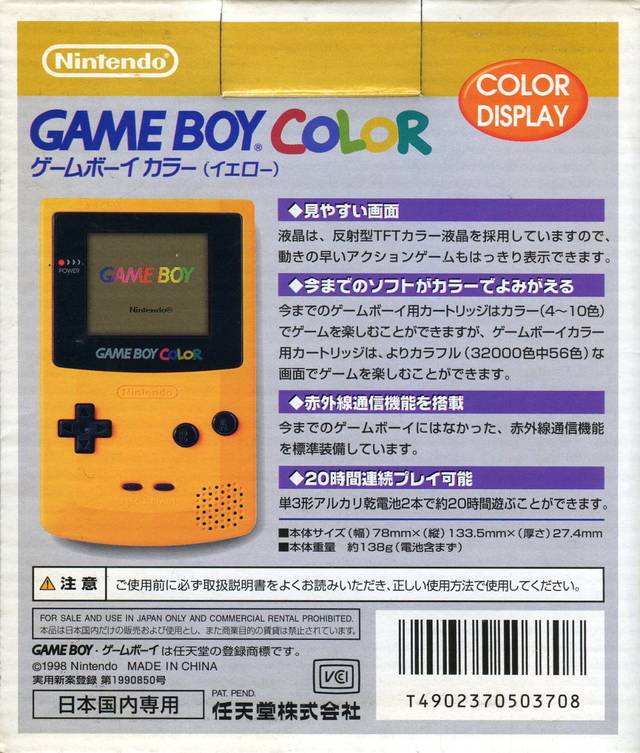 Nintendo®
COLOR
DISPLAY
GAME BOY® COLOR
ゲームボーイ カラー（イエロー）
POWER
GAME BOY
Nintendo®
GAME BOY COLOR
Nintendo
◆見やすい画面
液晶は、反射型TFTカラー液晶を採用していますので、
動きの早いアクションゲームもはっきり表示できます。
◆今までのソフトがカラーでよみがえる
今までのゲームボーイ用カートリッジはカラー（4～10色）
でゲームを楽しむことができますが、ゲームボーイカラー
用カートリッジは、よりカラフル（32000色中56色）な
画面でゲームを楽しむことができます。
◆赤外線通信機能を搭載
今までのゲームボーイにはなかった、赤外線通信機能
を標準装備しています。
◆20時間連続プレイ可能
単3形アルカリ乾電池2本で約20時間遊ぶことができます。
■本体サイズ（幅）78mm×（縦）133.5mm×（厚さ）27.4mm
■本体重量 約138g（電池含まず）
注意 ご使用前に必ず取扱説明書をよくお読みいただき、正しい使用方法で使用してください。
FOR SALE AND USE IN JAPAN ONLY AND COMMERCIAL RENTAL PROHIBITED.
本品は日本国内だけの販売および使用とし、また商業目的の賃貸は禁止されています。
GAME BOY・ゲームボーイは任天堂の登録商標です。
©1998 Nintendo MADE IN CHINA
実用新案登録 第1990850号
PAT. PEND.
日本国内専用
任天堂株式会社
VCI
T4902370503708